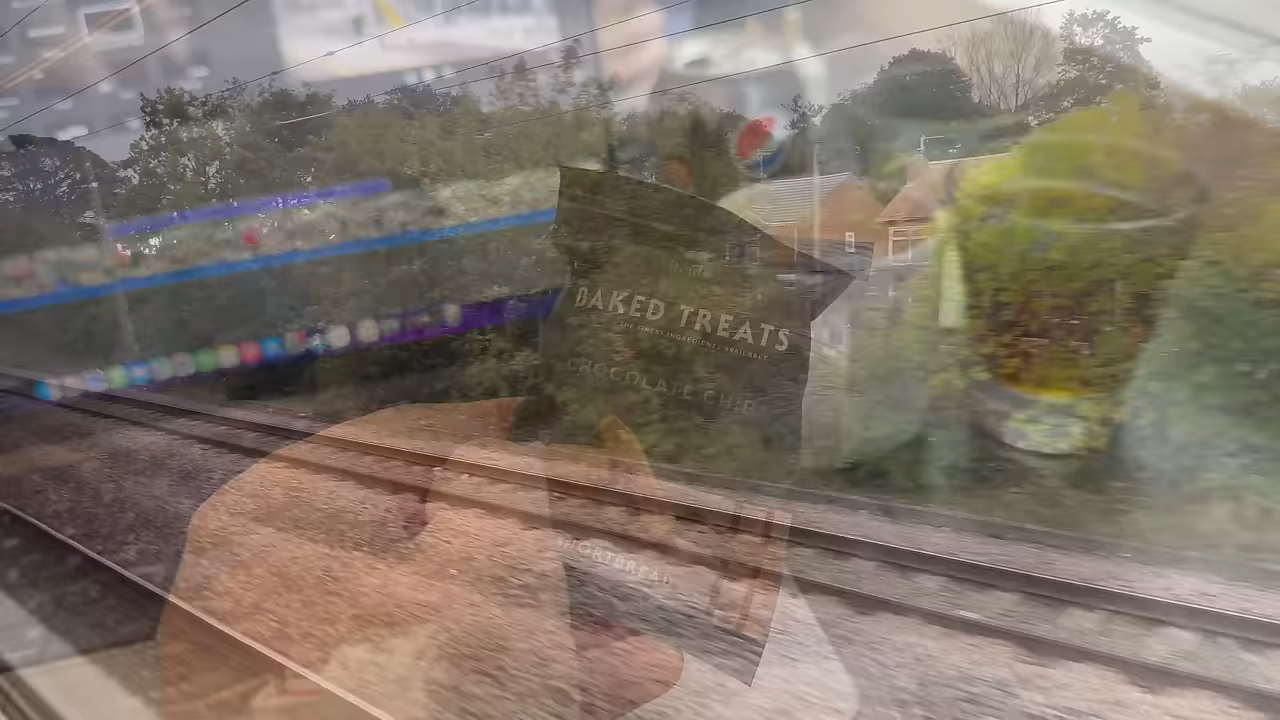 BAKED TREATS
THE FINEST INGREDIENTS AVAILABLE
CHOCOLATE CHIP
SHORTBREAD